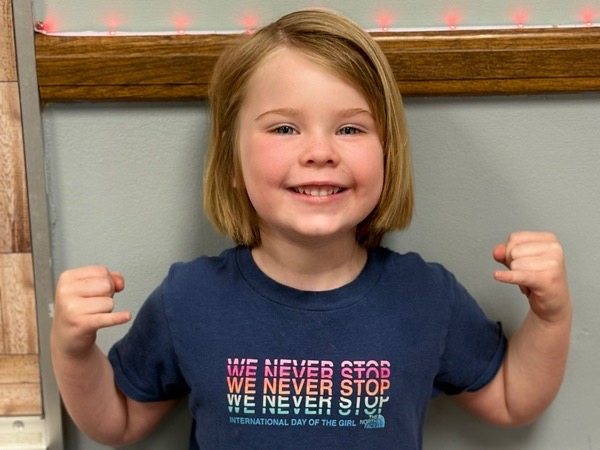 WE NEVER STOP
WE NEVER STOP
WE NEVER STOP
INTERNATIONAL DAY OF THE GIRL
THE
NORTH
FACE